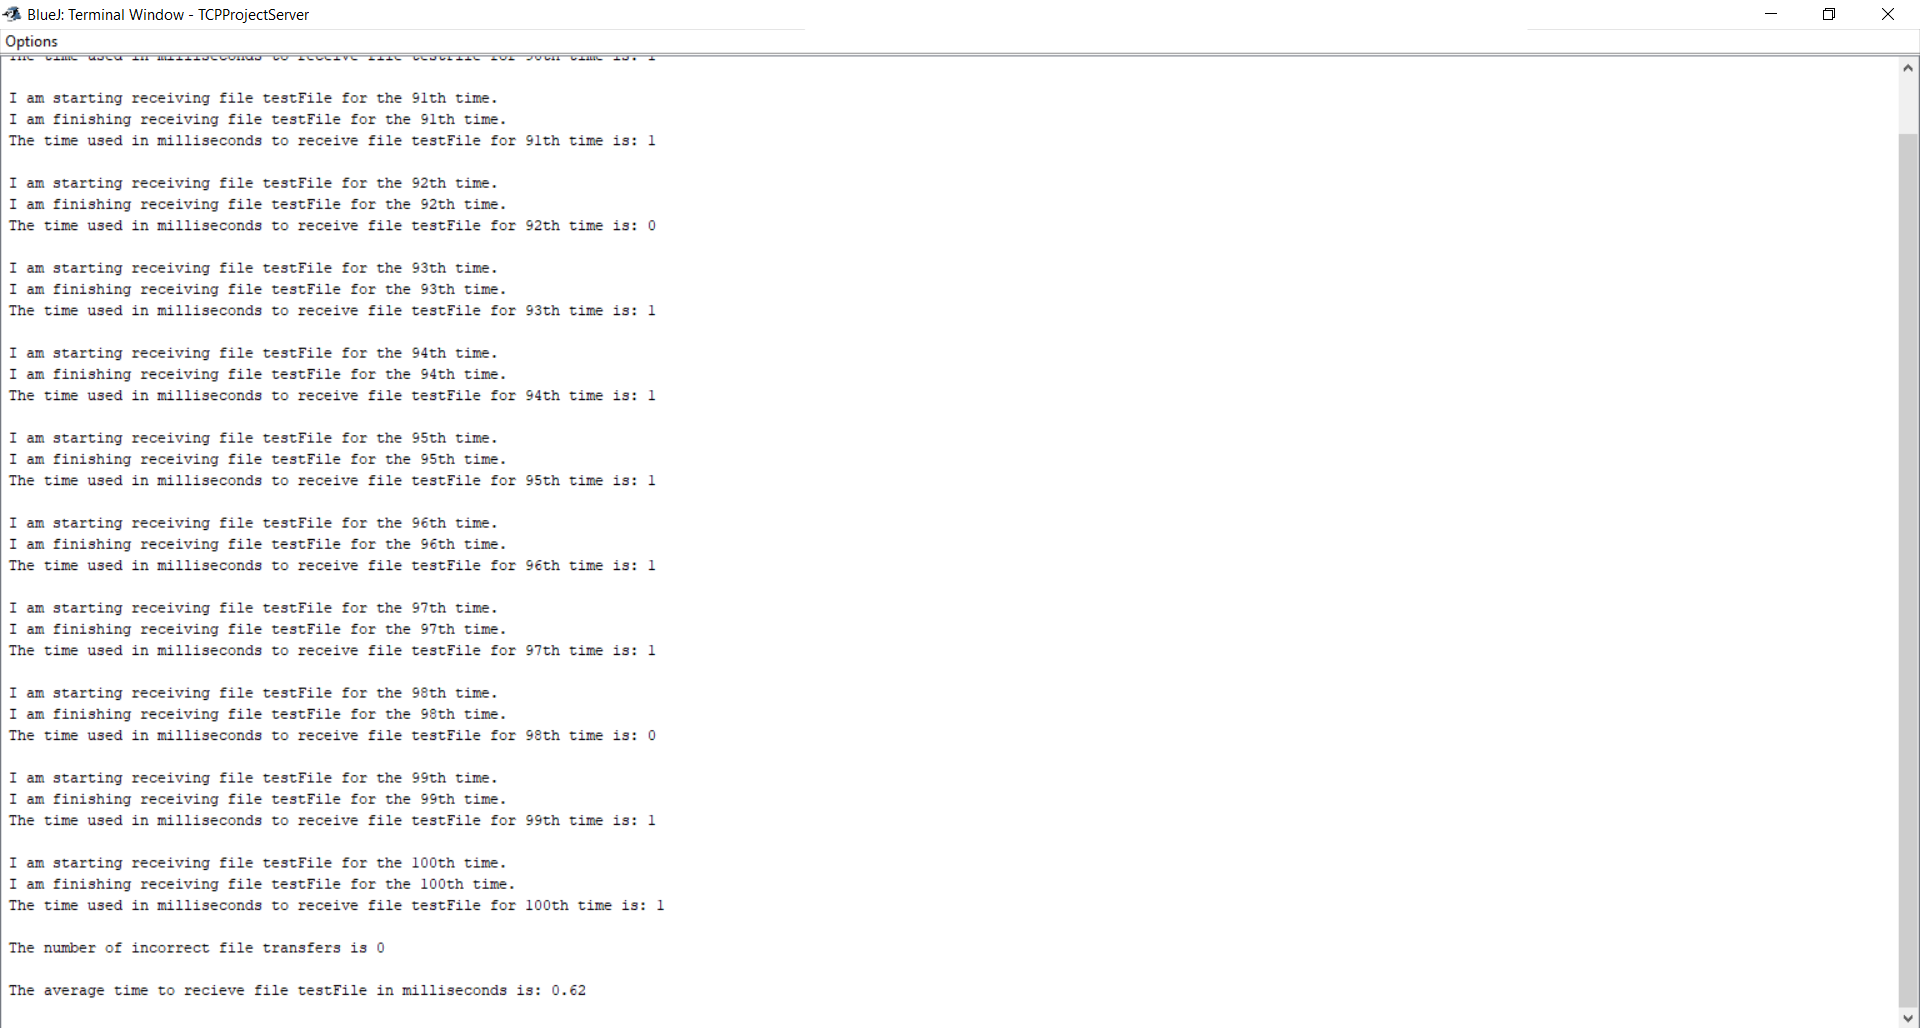 BlueJ: Terminal Window - TCPProjectServer
Options
The time used in milliseconds to receive file testFile for 90th time is: 1
I am starting receiving file testFile for the 91th time.
I am finishing receiving file testFile for the 91th time.
The time used in milliseconds to receive file testFile for 91th time is: 1
I am starting receiving file testFile for the 92th time.
I am finishing receiving file testFile for the 92th time.
The time used in milliseconds to receive file testFile for 92th time is: 0
I am starting receiving file testFile for the 93th time.
I am finishing receiving file testFile for the 93th time.
The time used in milliseconds to receive file testFile for 93th time is: 1
I am starting receiving file testFile for the 94th time.
I am finishing receiving file testFile for the 94th time.
The time used in milliseconds to receive file testFile for 94th time is: 1
I am starting receiving file testFile for the 95th time.
I am finishing receiving file testFile for the 95th time.
The time used in milliseconds to receive file testFile for 95th time is: 1
I am starting receiving file testFile for the 96th time.
I am finishing receiving file testFile for the 96th time.
The time used in milliseconds to receive file testFile for 96th time is: 1
I am starting receiving file testFile for the 97th time.
I am finishing receiving file testFile for the 97th time.
The time used in milliseconds to receive file testFile for 97th time is: 1
I am starting receiving file testFile for the 98th time.
I am finishing receiving file testFile for the 98th time.
The time used in milliseconds to receive file testFile for 98th time is: 0
I am starting receiving file testFile for the 99th time.
I am finishing receiving file testFile for the 99th time.
The time used in milliseconds to receive file testFile for 99th time is: 1
I am starting receiving file testFile for the 100th time.
I am finishing receiving file testFile for the 100th time.
The time used in milliseconds to receive file testFile for 100th time is: 1
The number of incorrect file transfers is 0
The average time to recieve file testFile in milliseconds is: 0.62